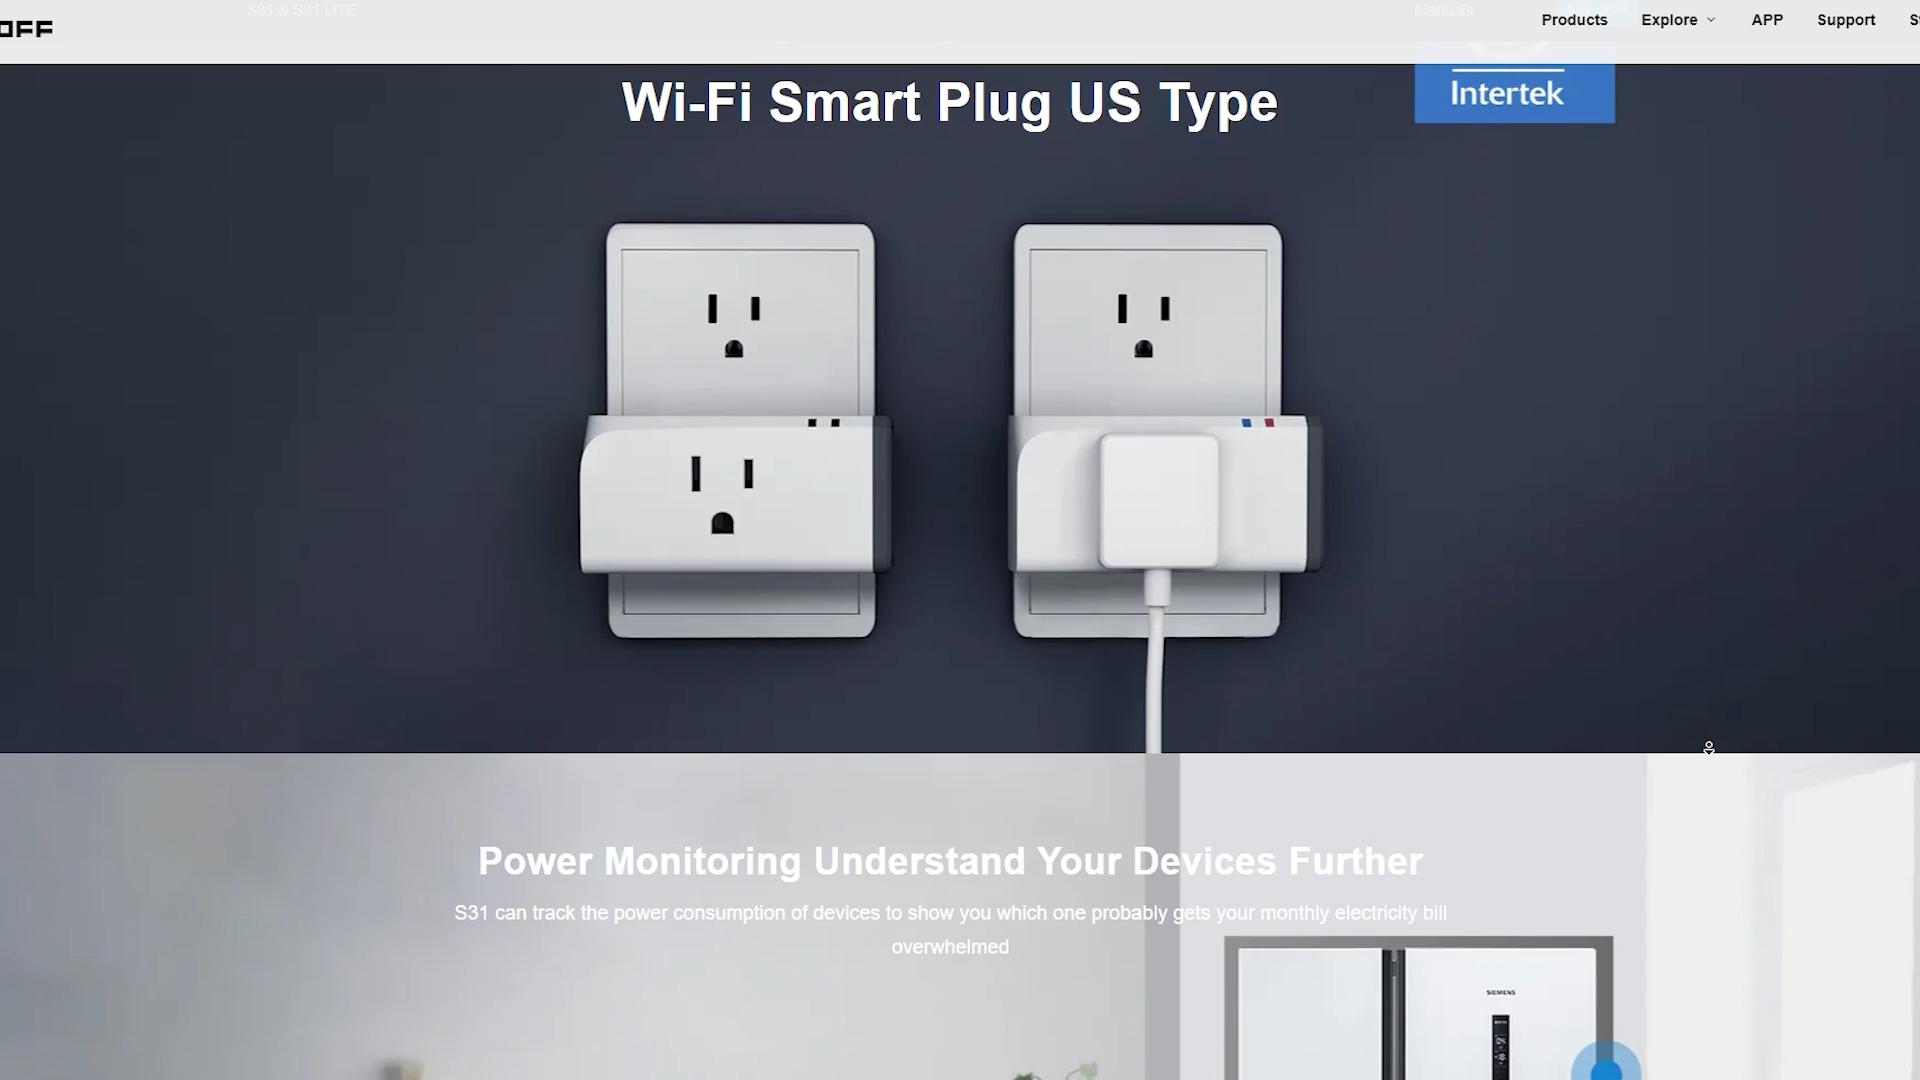 S31 & S31 LITE
Manuals
OFF
Products
Explore
APP
Support
Wi-Fi Smart Plug US Type
Intertek
Power Monitoring Understand Your Devices Further
S31 can track the power consumption of devices to show you which one probably gets your monthly electricity bill
overwhelmed
SIEMENS